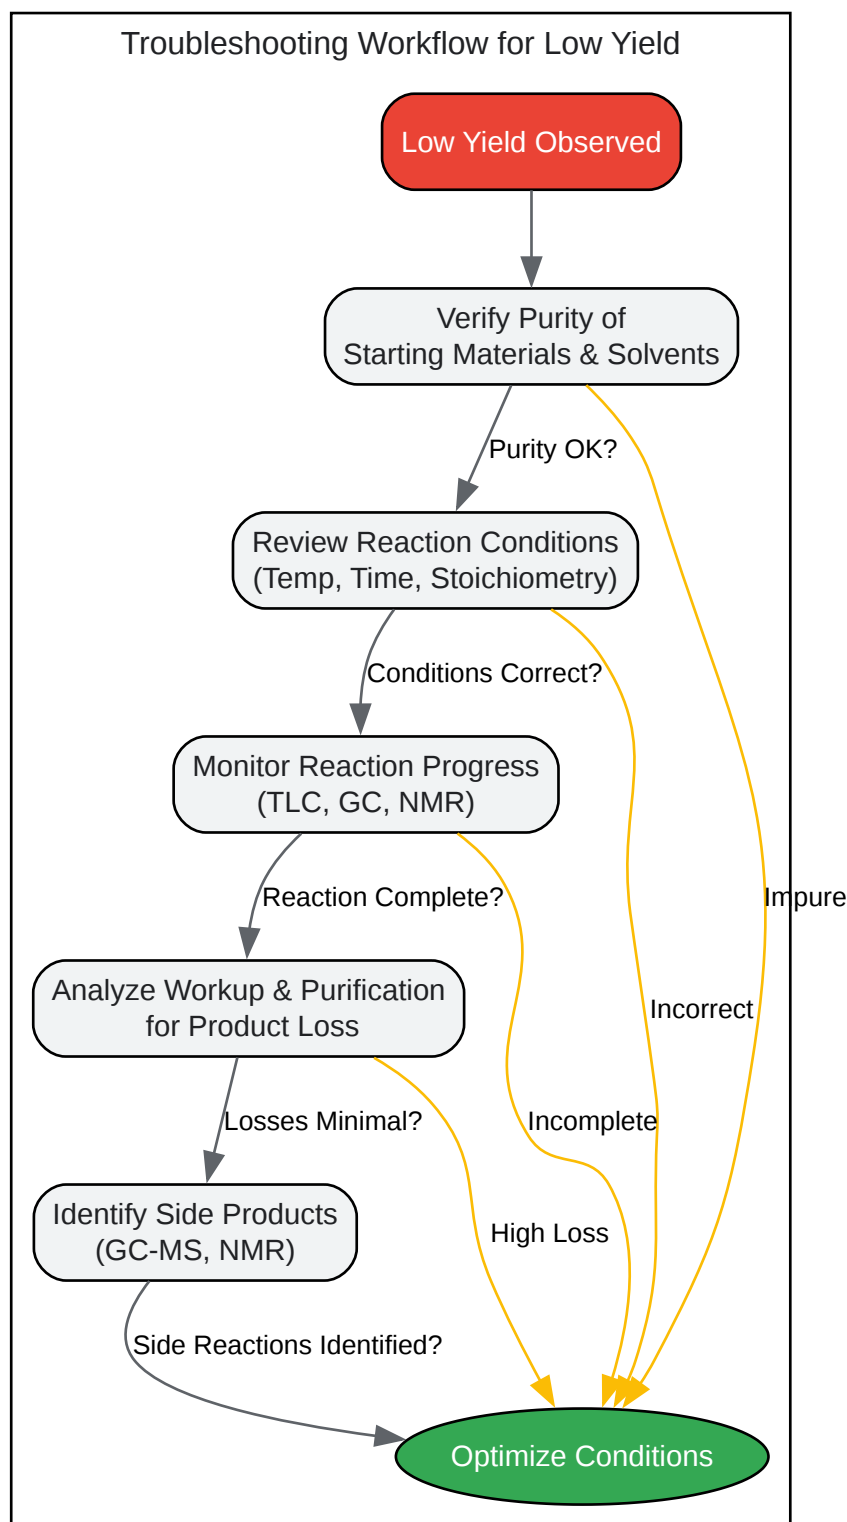 Troubleshooting Workflow for Low Yield
Low Yield Observed
Verify Purity of
Starting Materials & Solvents
Purity OK?
Review Reaction Conditions
(Temp, Time, Stoichiometry)
Conditions Correct?
Monitor Reaction Progress
(TLC, GC, NMR)
Reaction Complete?
Impure
Analyze Workup & Purification
for Product Loss
Incorrect
Losses Minimal?
Incomplete
Identify Side Products
(GC-MS, NMR)
High Loss
Side Reactions Identified?
Optimize Conditions